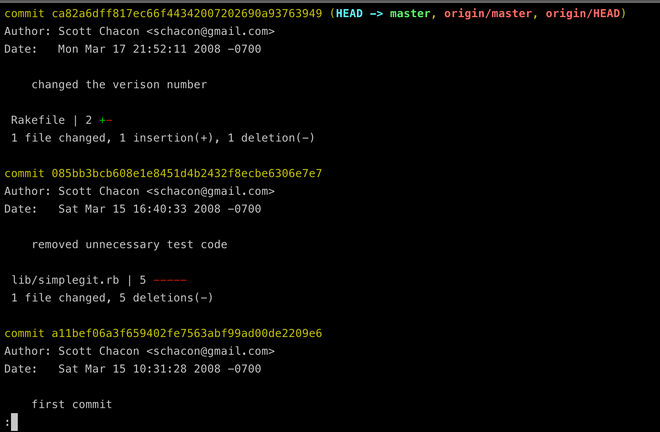 commit ca82a6dff817ec66f44342007202690a93763949 (HEAD -> master, origin/master, origin/HEAD)
Author: Scott Chacon <schacon@gmail.com>
Date:   Mon Mar 17 21:52:11 2008 -0700
changed the verison number
Rakefile | 2 +-
1 file changed, 1 insertion(+), 1 deletion(-)
commit 085bb3bcb608e1e8451d4b2432f8ecbe6306e7e7
Author: Scott Chacon <schacon@gmail.com>
Date:   Sat Mar 15 16:40:33 2008 -0700
removed unnecessary test code
lib/simplegit.rb | 5 -----
1 file changed, 5 deletions(-)
commit a11bef06a3f659402fe7563abf99ad00de2209e6
Author: Scott Chacon <schacon@gmail.com>
Date:   Sat Mar 15 10:31:28 2008 -0700
first commit
: